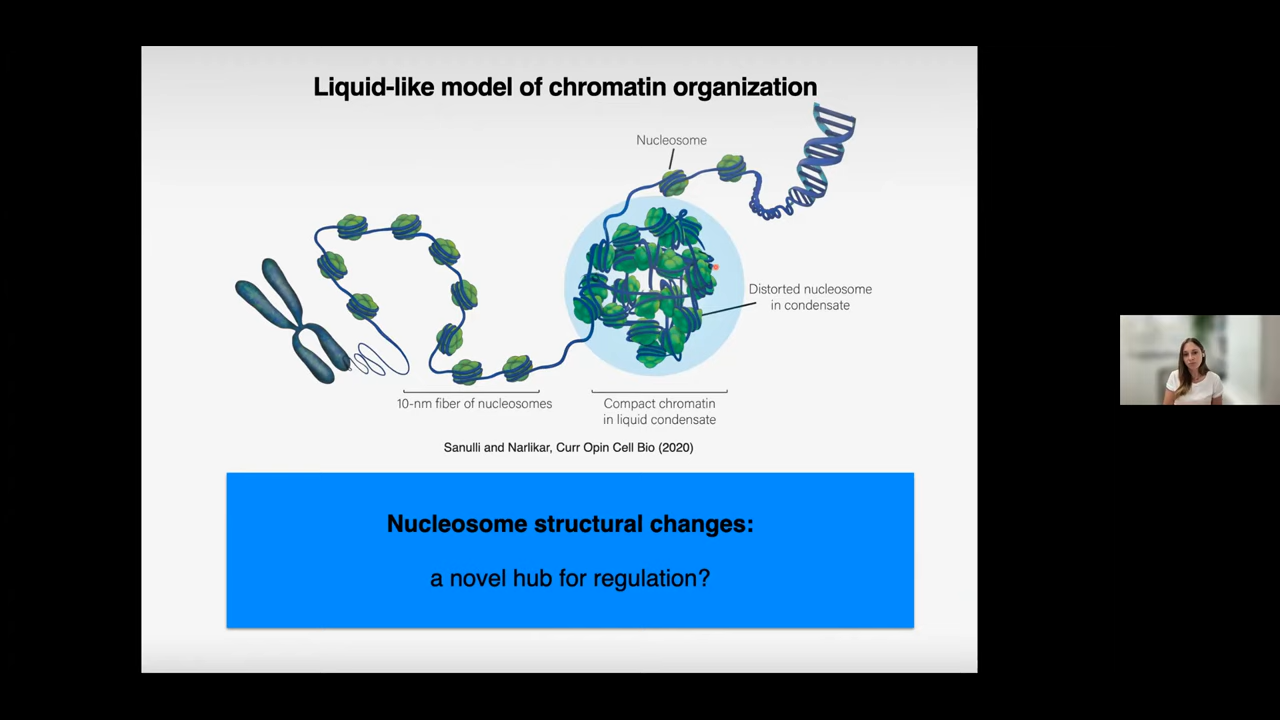 Liquid-like model of chromatin organization
Nucleosome
Distorted nucleosome
in condensate
10-nm fiber of nucleosomes
Compact chromatin
in liquid condensate
Sanulli and Narlikar, Curr Opin Cell Bio (2020)
Nucleosome structural changes:
a novel hub for regulation?